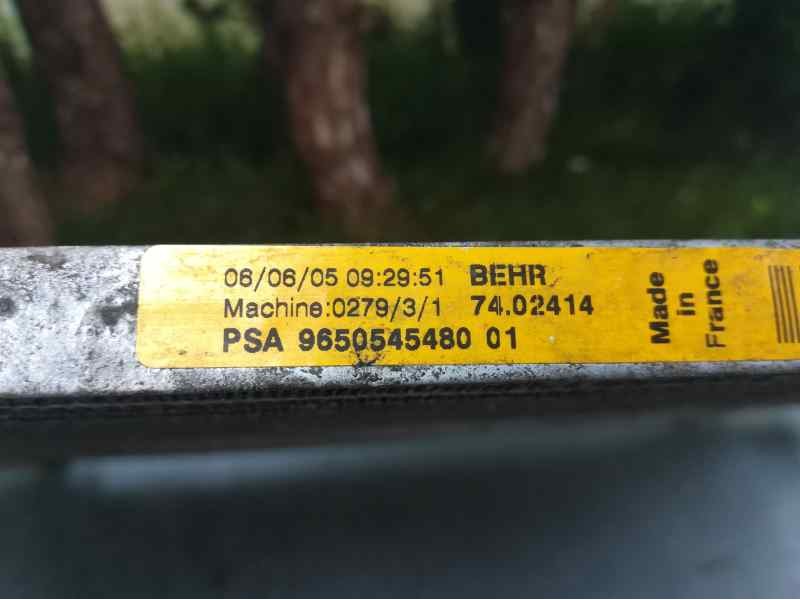 06/06/05 09:29:51 BEHR
Machine:0279/3/1 74.02414
PSA 9650545480 01
Made
in
France